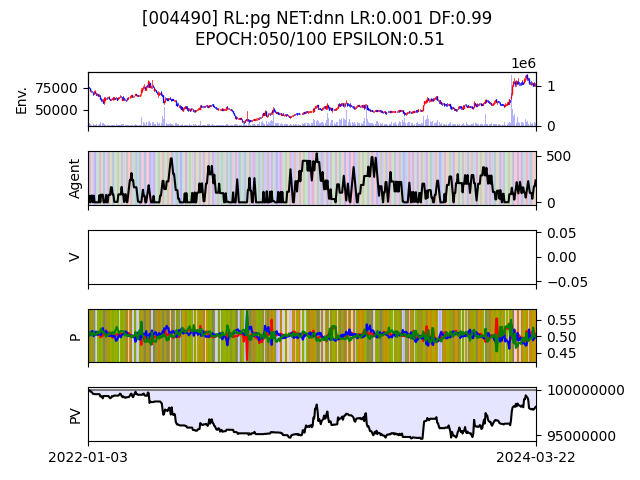 [004490] RL:pg NET:dnn LR:0.001 DF:0.99
EPOCH:050/100 EPSILON:0.51
1e6
Env.
75000
50000
1
0
Agent
500
0
V
0.05
0.00
−0.05
P
0.55
0.50
0.45
PV
100000000
95000000
2022-01-03
2024-03-22